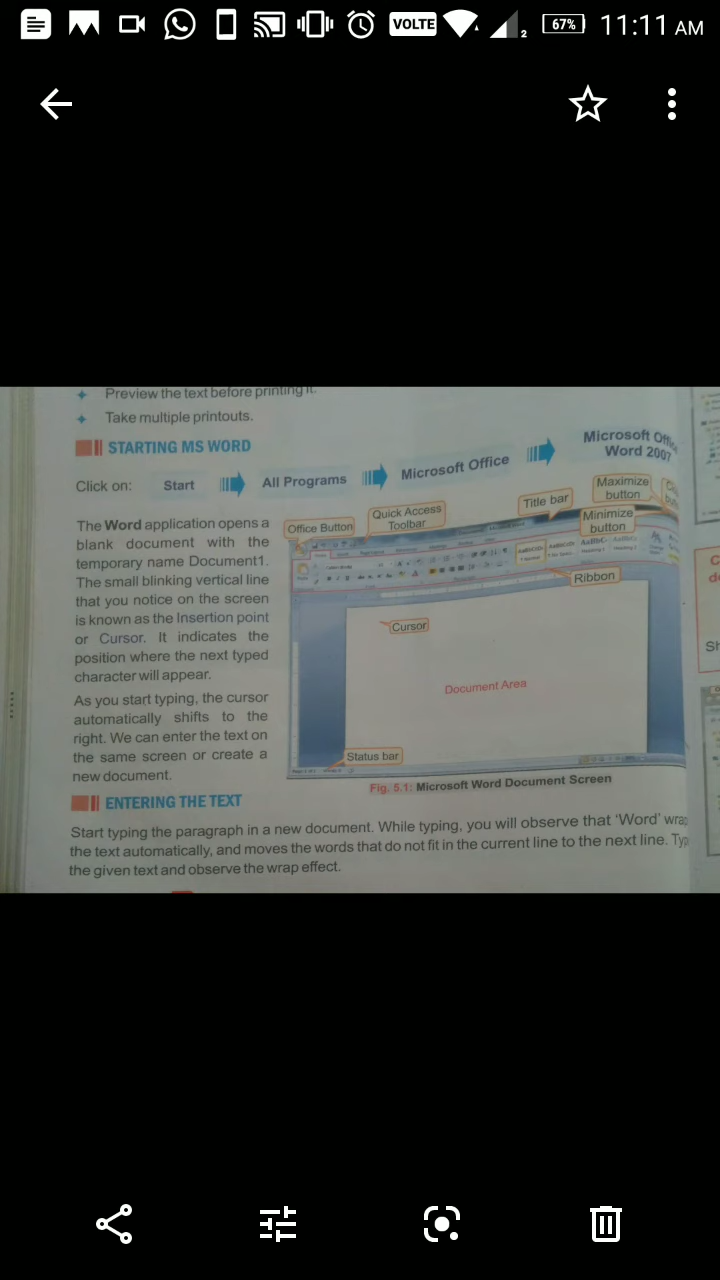 VOLTE
2
67%
11:11 AM
Preview the text before printing it.
Take multiple printouts.
STARTING MS WORD
Click on: Start All Programs Microsoft Office Microsoft Office
Word 2007
The Word application opens a
blank document with the
temporary name Document1.
The small blinking vertical line
that you notice on the screen
is known as the Insertion point
or Cursor. It indicates the
position where the next typed
character will appear.
As you start typing, the cursor
automatically shifts to the
right. We can enter the text on
the same screen or create a
new document.
Office Button
Quick Access
Toolbar
Title bar
Maximize
button
Minimize
button
Ribbon
Cursor
Document Area
Status bar
Fig. 5.1: Microsoft Word Document Screen
ENTERING THE TEXT
Start typing the paragraph in a new document. While typing, you will observe that ‘Word’ wrap
the text automatically, and moves the words that do not fit in the current line to the next line. Typ
the given text and observe the wrap effect.